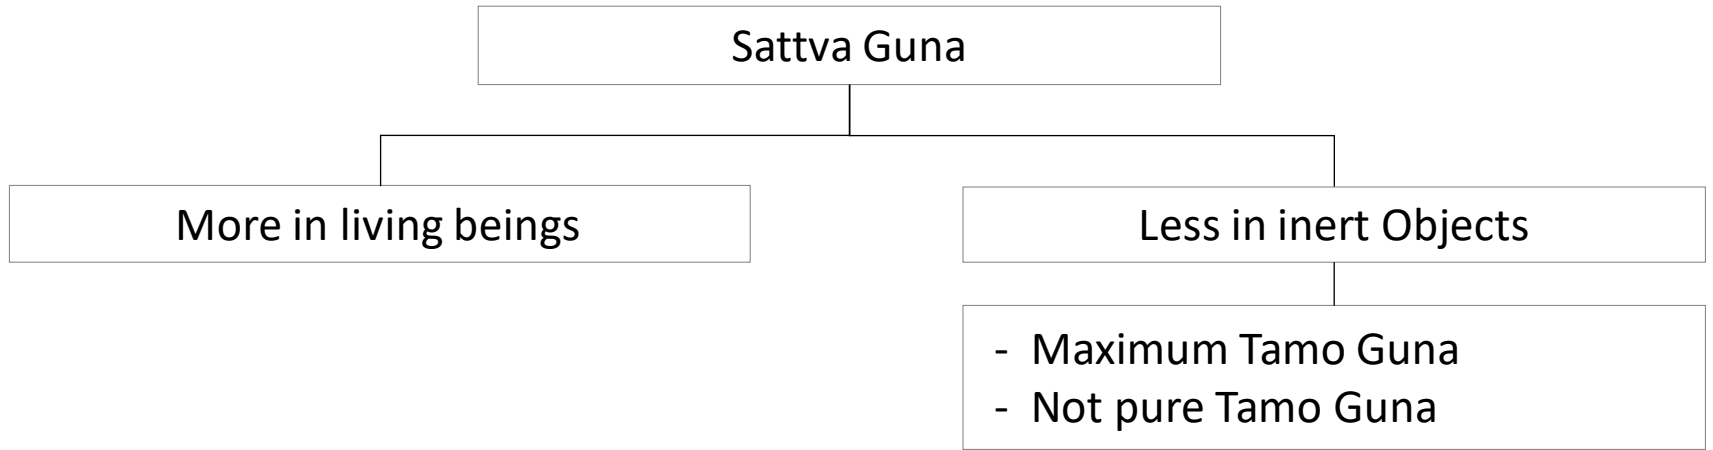 Sattva Guna
More in living beings
Less in inert Objects
- Maximum Tamo Guna
- Not pure Tamo Guna